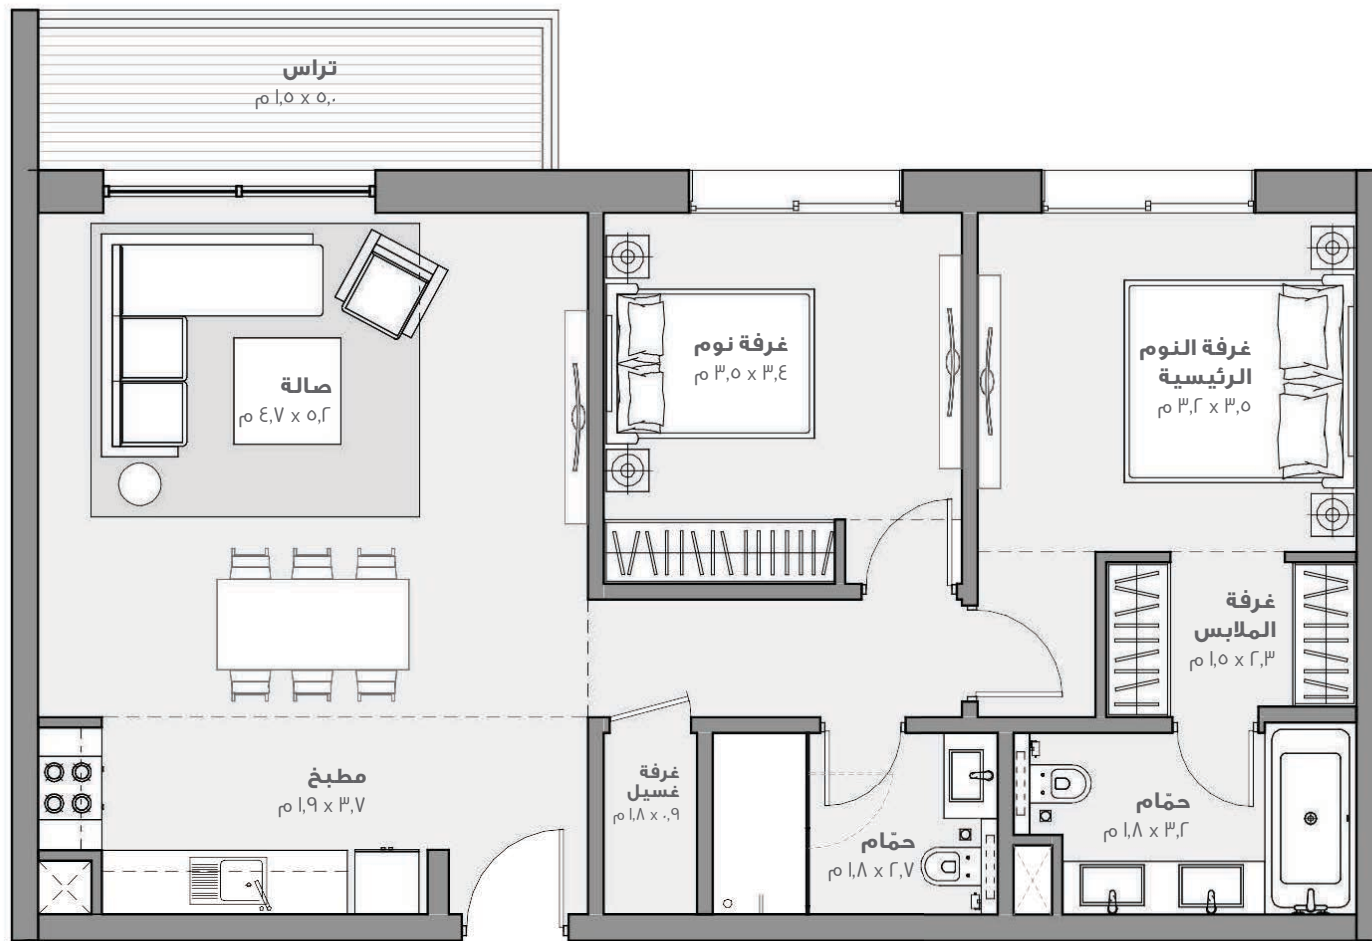 تراس
٥,٠ x ١,٥ م
صالة
٥,٢ x ٤,٧ م
غرفة نوم
٣,٤ x ٣,٥ م
غرفة النوم
الرئيسية
٣,٥ x ٣,٢ م
غرفة
الملابس
٢,٣ x ١,٥ م
مطبخ
٣,٧ x ١,٩ م
غرفة
غسيل
٠,٩ x ١,٨ م
حمّام
٢,٧ x ١,٨ م
حمّام
٣,٢ x ١,٨ م